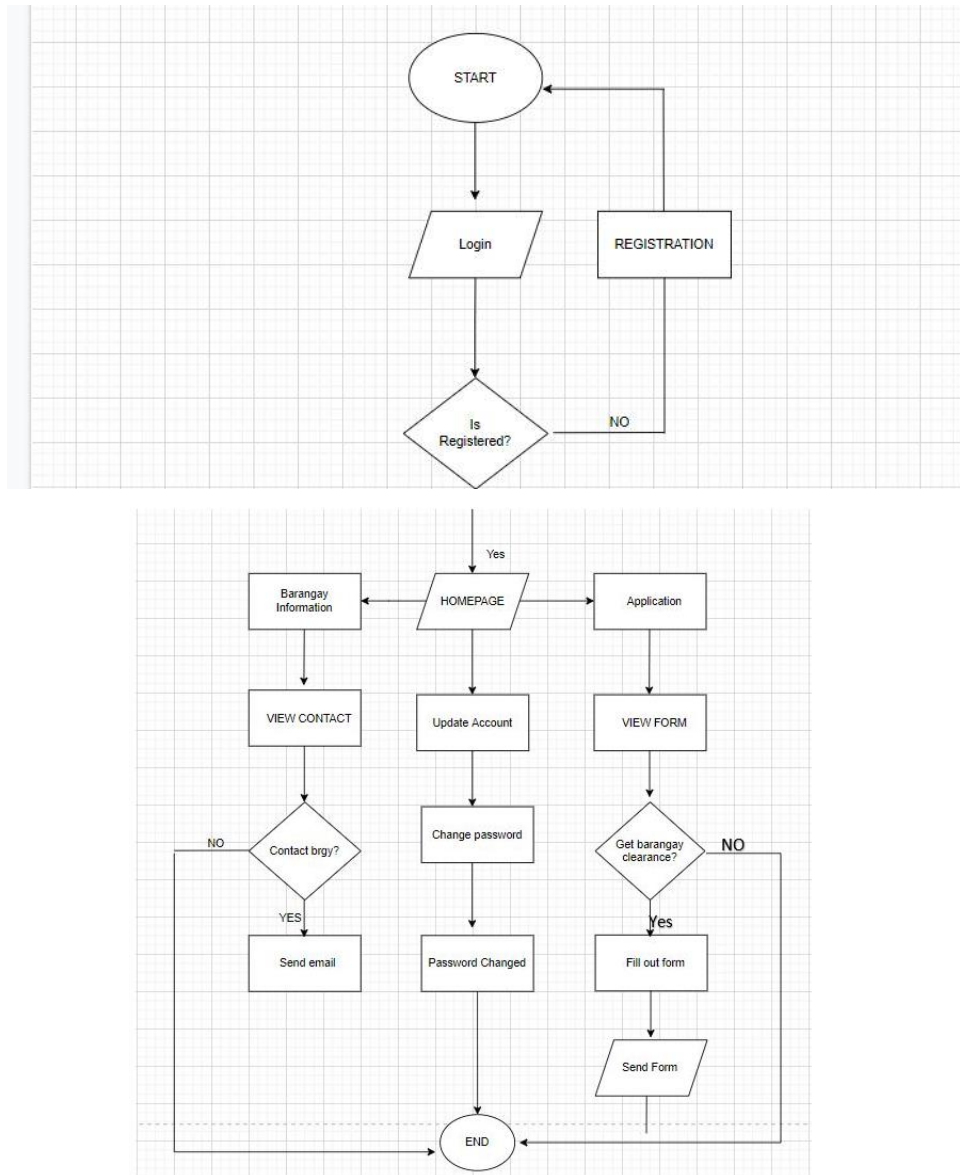 START
Login
REGISTRATION
Is
Registered?
NO
Yes
Barangay
Information
HOMEPAGE
Application
VIEW CONTACT
Update Account
VIEW FORM
Change password
NO
Contact brgy?
Get barangay
clearance?
NO
YES
Yes
Send email
Password Changed
Fill out form
Send Form
END